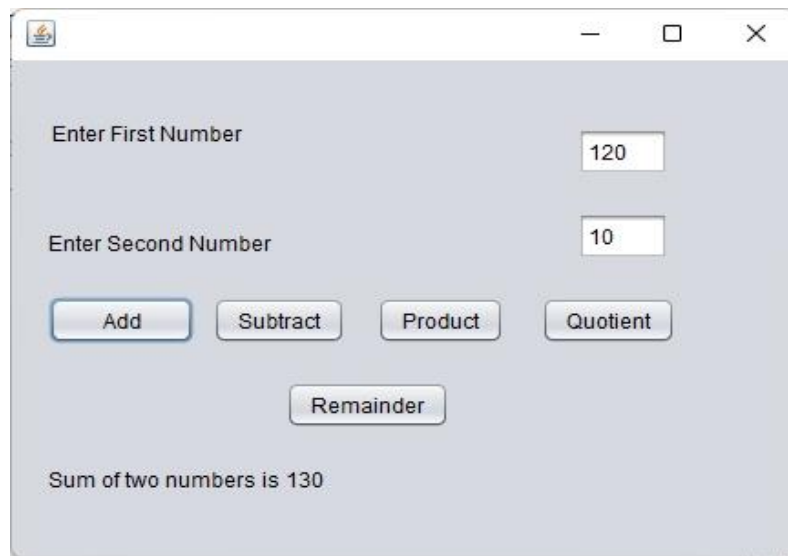 Enter First Number
120
Enter Second Number
10
Add Subtract Product Quotient
Remainder
Sum of two numbers is 130